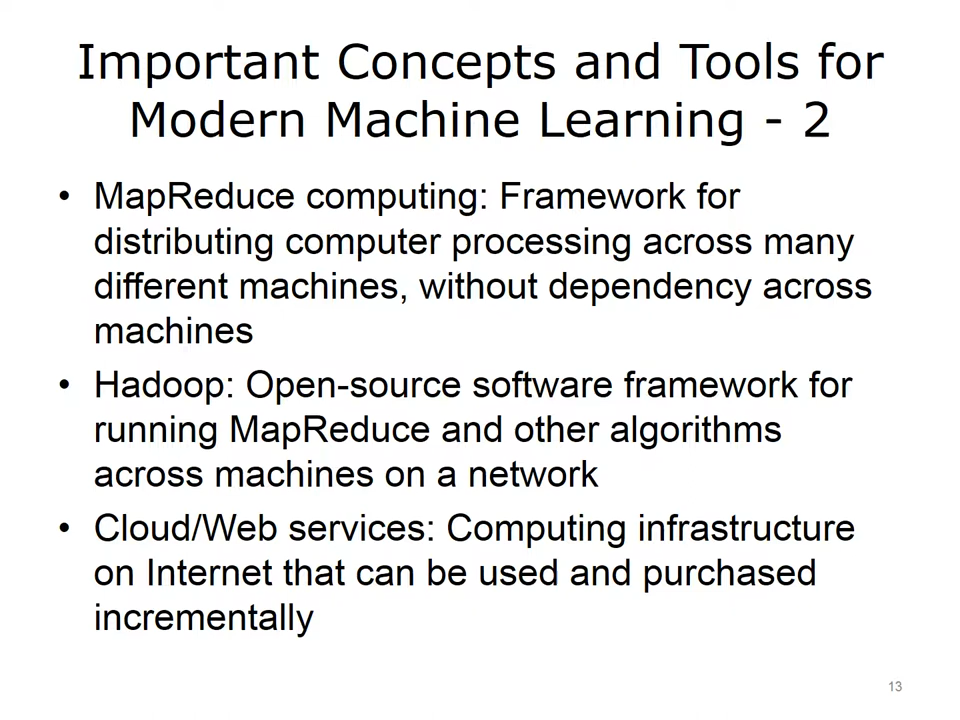 Important Concepts and Tools for
Modern Machine Learning - 2
• MapReduce computing: Framework for
distributing computer processing across many
different machines, without dependency across
machines
• Hadoop: Open-source software framework for
running MapReduce and other algorithms
across machines on a network
• Cloud/Web services: Computing infrastructure
on Internet that can be used and purchased
incrementally
13